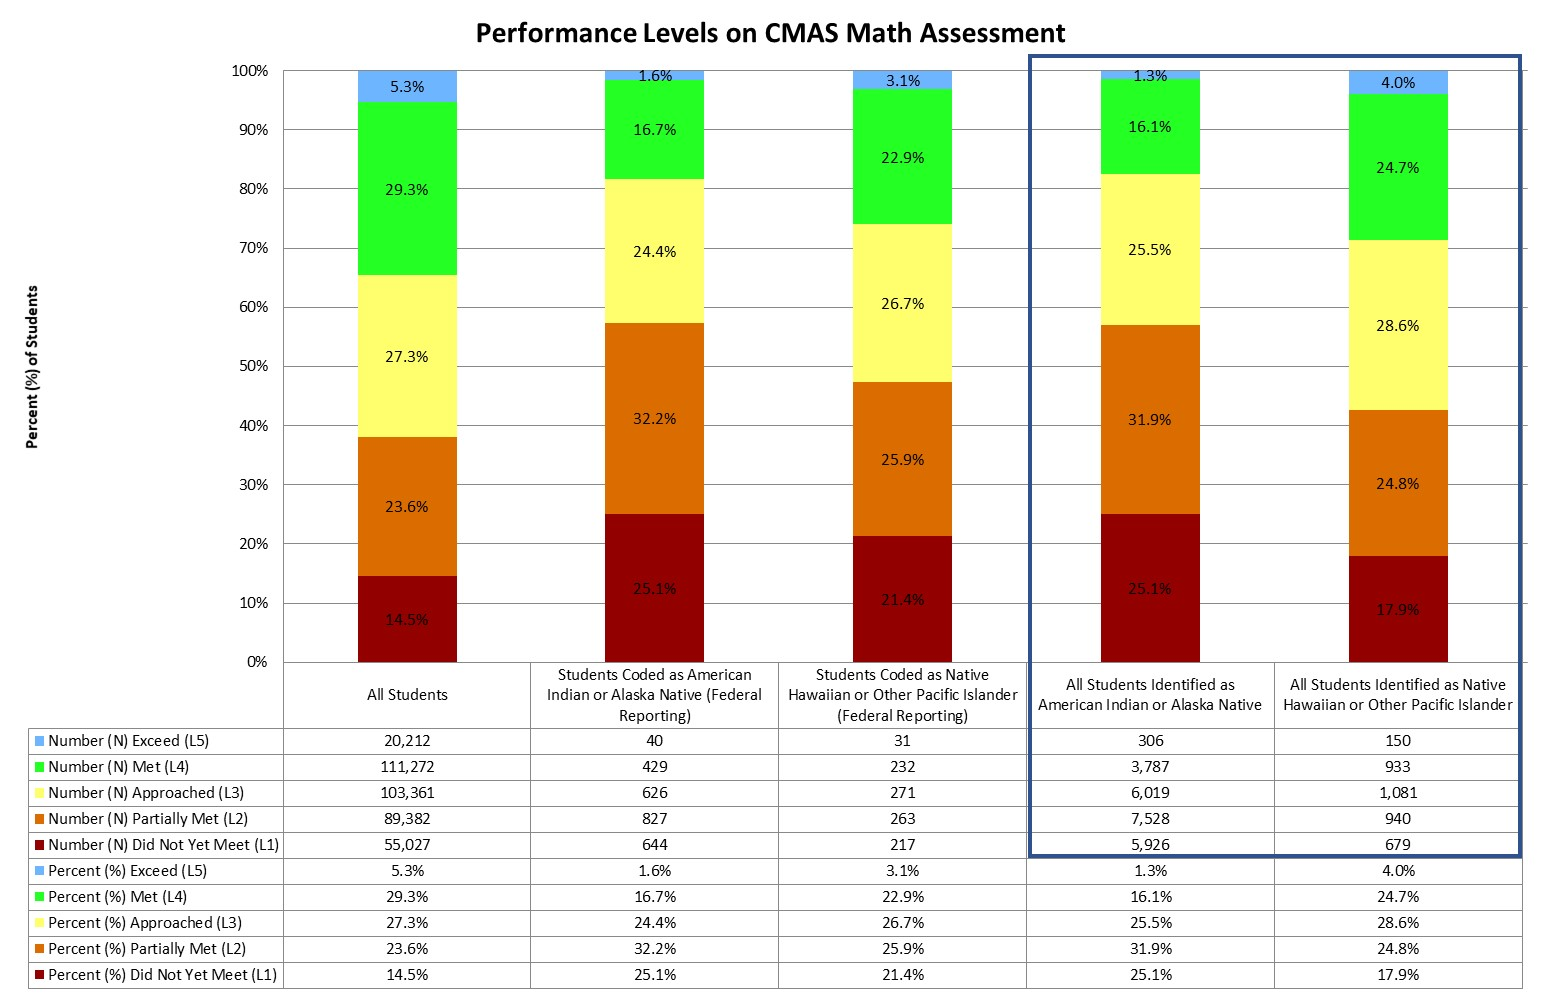 Performance Levels on CMAS Math Assessment
Percent (%) of Students
100%
90%
80%
70%
60%
50%
40%
30%
20%
10%
0%
5.3%
29.3%
27.3%
23.6%
14.5%
1.6%
16.7%
24.4%
32.2%
25.1%
3.1%
22.9%
26.7%
25.9%
21.4%
1.3%
16.1%
25.5%
31.9%
25.1%
4.0%
24.7%
28.6%
24.8%
17.9%
All Students
Students Coded as American
Indian or Alaska Native (Federal
Reporting)
Students Coded as Native
Hawaiian or Other Pacific Islander
(Federal Reporting)
All Students Identified as
American Indian or Alaska Native
All Students Identified as Native
Hawaiian or Other Pacific Islander
Number (N) Exceed (L5) 20,212 40 31 306 150
Number (N) Met (L4) 111,272 429 232 3,787 933
Number (N) Approached (L3) 103,361 626 271 6,019 1,081
Number (N) Partially Met (L2) 89,382 827 263 7,528 940
Number (N) Did Not Yet Meet (L1) 55,027 644 217 5,926 679
Percent (%) Exceed (L5) 5.3% 1.6% 3.1% 1.3% 4.0%
Percent (%) Met (L4) 29.3% 16.7% 22.9% 16.1% 24.7%
Percent (%) Approached (L3) 27.3% 24.4% 26.7% 25.5% 28.6%
Percent (%) Partially Met (L2) 23.6% 32.2% 25.9% 31.9% 24.8%
Percent (%) Did Not Yet Meet (L1) 14.5% 25.1% 21.4% 25.1% 17.9%